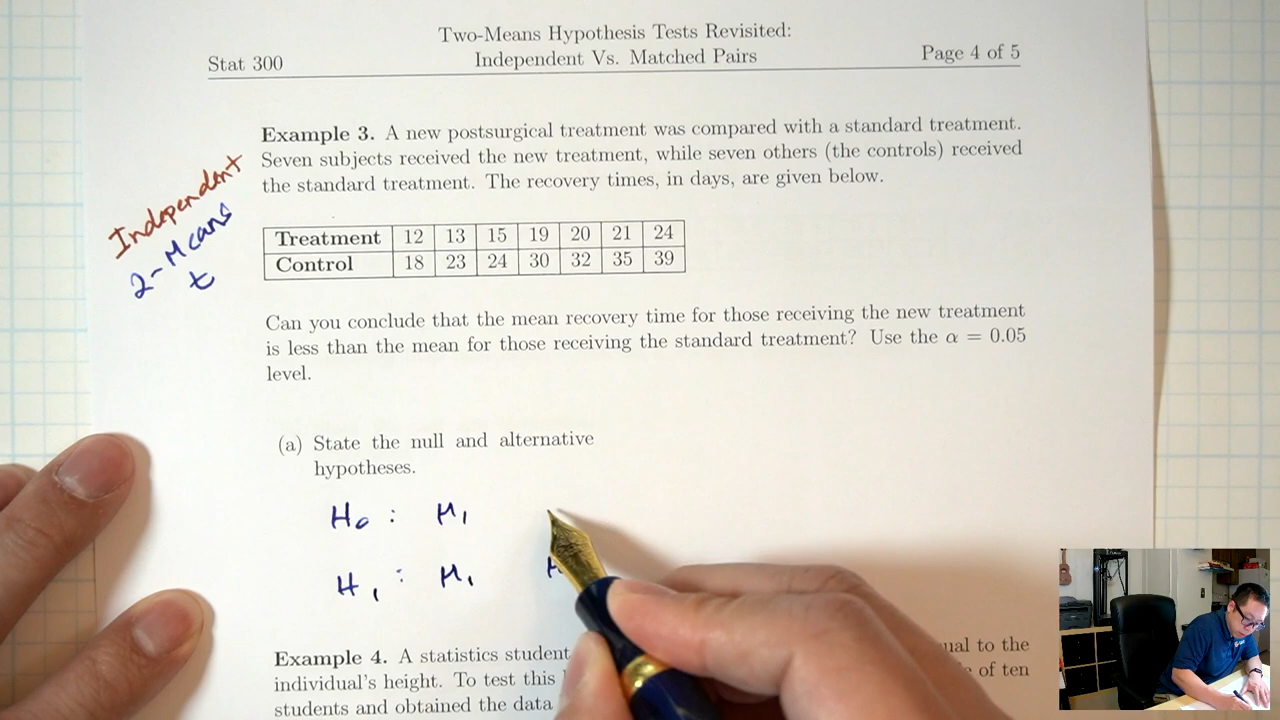 Two-Means Hypothesis Tests Revisited:
Stat 300 Independent Vs. Matched Pairs Page 4 of 5
Example 3. A new postsurgical treatment was compared with a standard treatment.
Seven subjects received the new treatment, while seven others (the controls) received
the standard treatment. The recovery times, in days, are given below.
Independent
2-Means
t
Treatment 12 13 15 19 20 21 24
Control 18 23 24 30 32 35 39
Can you conclude that the mean recovery time for those receiving the new treatment
is less than the mean for those receiving the standard treatment? Use the α = 0.05
level.
(a) State the null and alternative
hypotheses.
H₀ : μ₁
H₁ : μ₁
Example 4. A statistics student to the
individual's height. To test this of ten
students and obtained the data